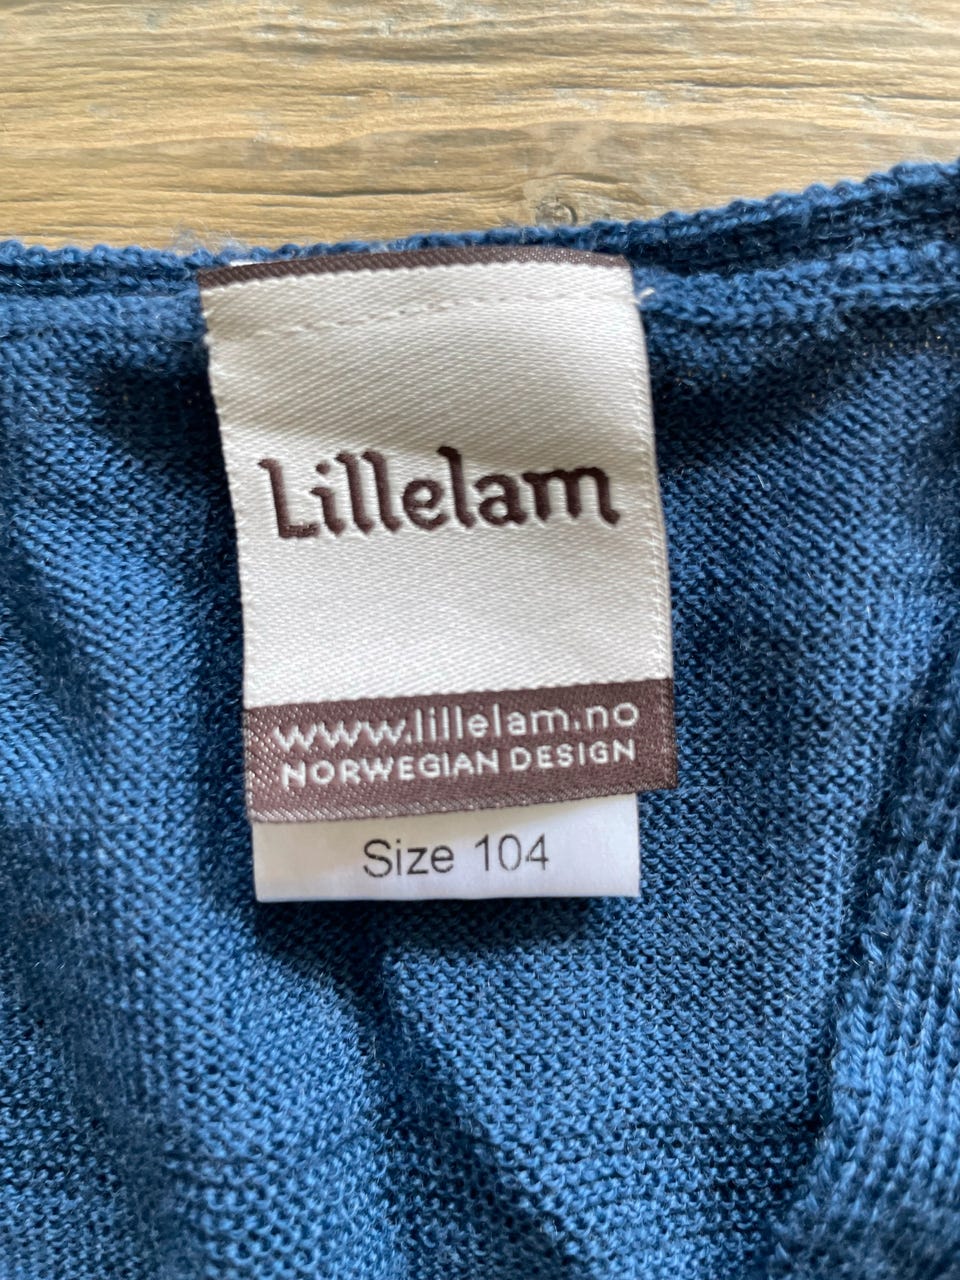 Lillelam
www.lillelam.no
NORWEGIAN DESIGN
Size 104